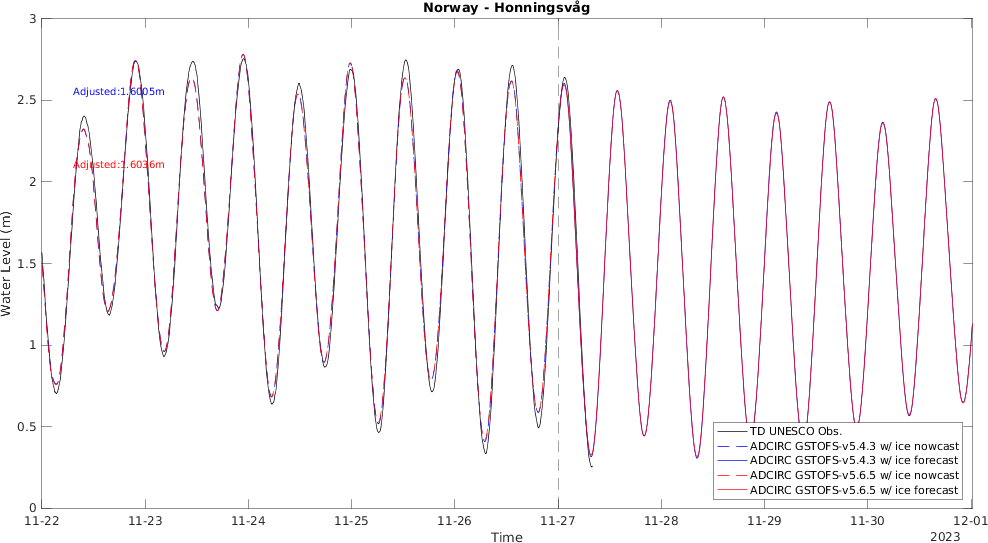 Norway - Honningsvåg
3
2.5
2
1.5
1
0.5
0
Water Level (m)
Adjusted:1.6005m
Adjusted:1.6036m
TD UNESCO Obs.
ADCIRC GSTOFS-v5.4.3 w/ ice nowcast
ADCIRC GSTOFS-v5.4.3 w/ ice forecast
ADCIRC GSTOFS-v5.6.5 w/ ice nowcast
ADCIRC GSTOFS-v5.6.5 w/ ice forecast
11-22 11-23 11-24 11-25 11-26 11-27 11-28 11-29 11-30 12-01
Time
2023